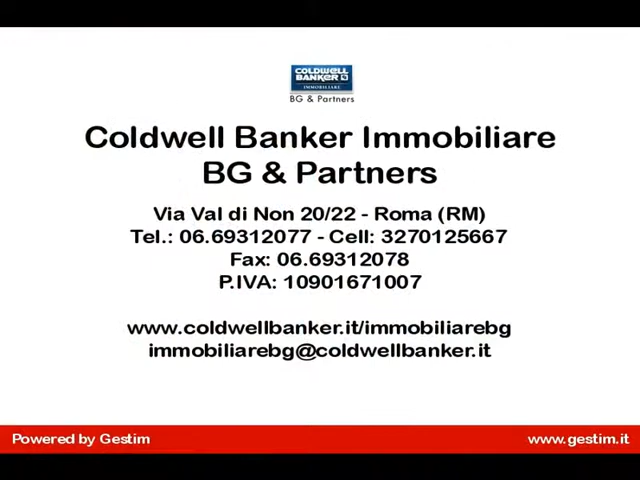 COLDWELL
BANKER
IMMOBILIARE
BG & Partners
Coldwell Banker Immobiliare
BG & Partners
Via Val di Non 20/22 - Roma (RM)
Tel.: 06.69312077 - Cell: 3270125667
Fax: 06.69312078
P.IVA: 10901671007
www.coldwellbanker.it/immobiliarebg
immobiliarebg@coldwellbanker.it
Powered by Gestim
www.gestim.it